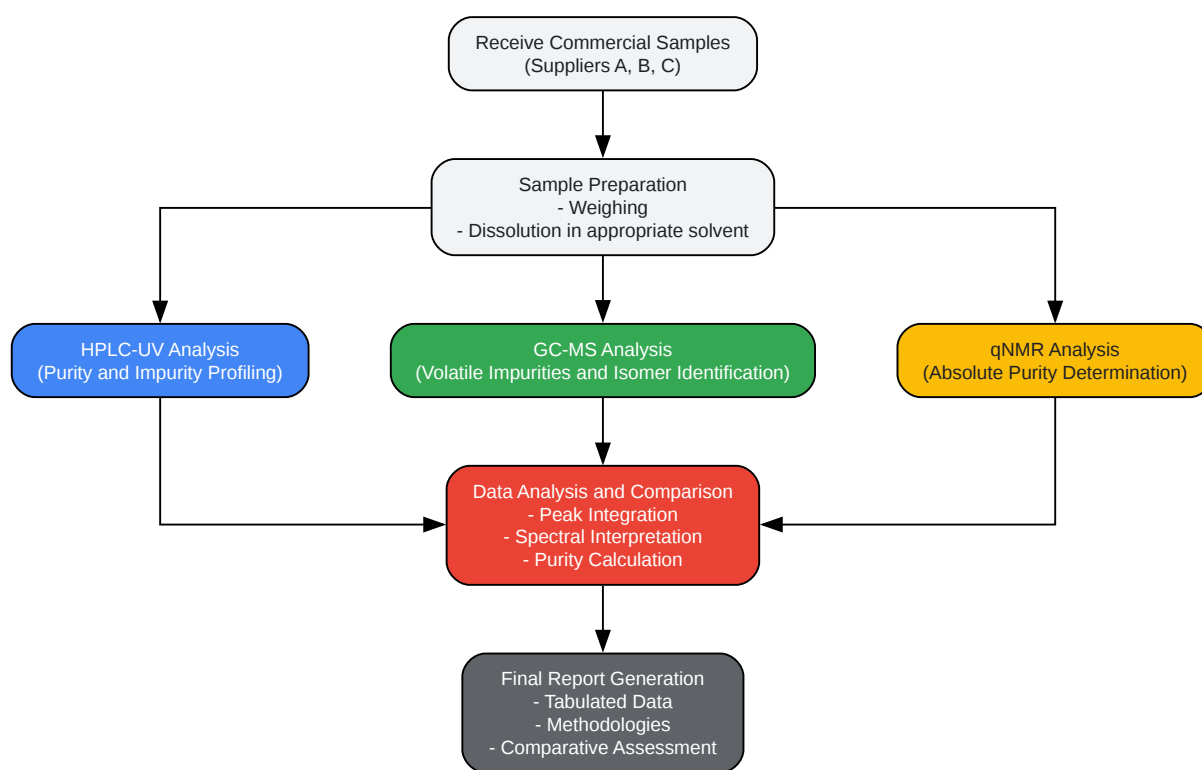 Receive Commercial Samples
(Suppliers A, B, C)
Sample Preparation
- Weighing
- Dissolution in appropriate solvent
HPLC-UV Analysis
(Purity and Impurity Profiling)
GC-MS Analysis
(Volatile Impurities and Isomer Identification)
qNMR Analysis
(Absolute Purity Determination)
Data Analysis and Comparison
- Peak Integration
- Spectral Interpretation
- Purity Calculation
Final Report Generation
- Tabulated Data
- Methodologies
- Comparative Assessment